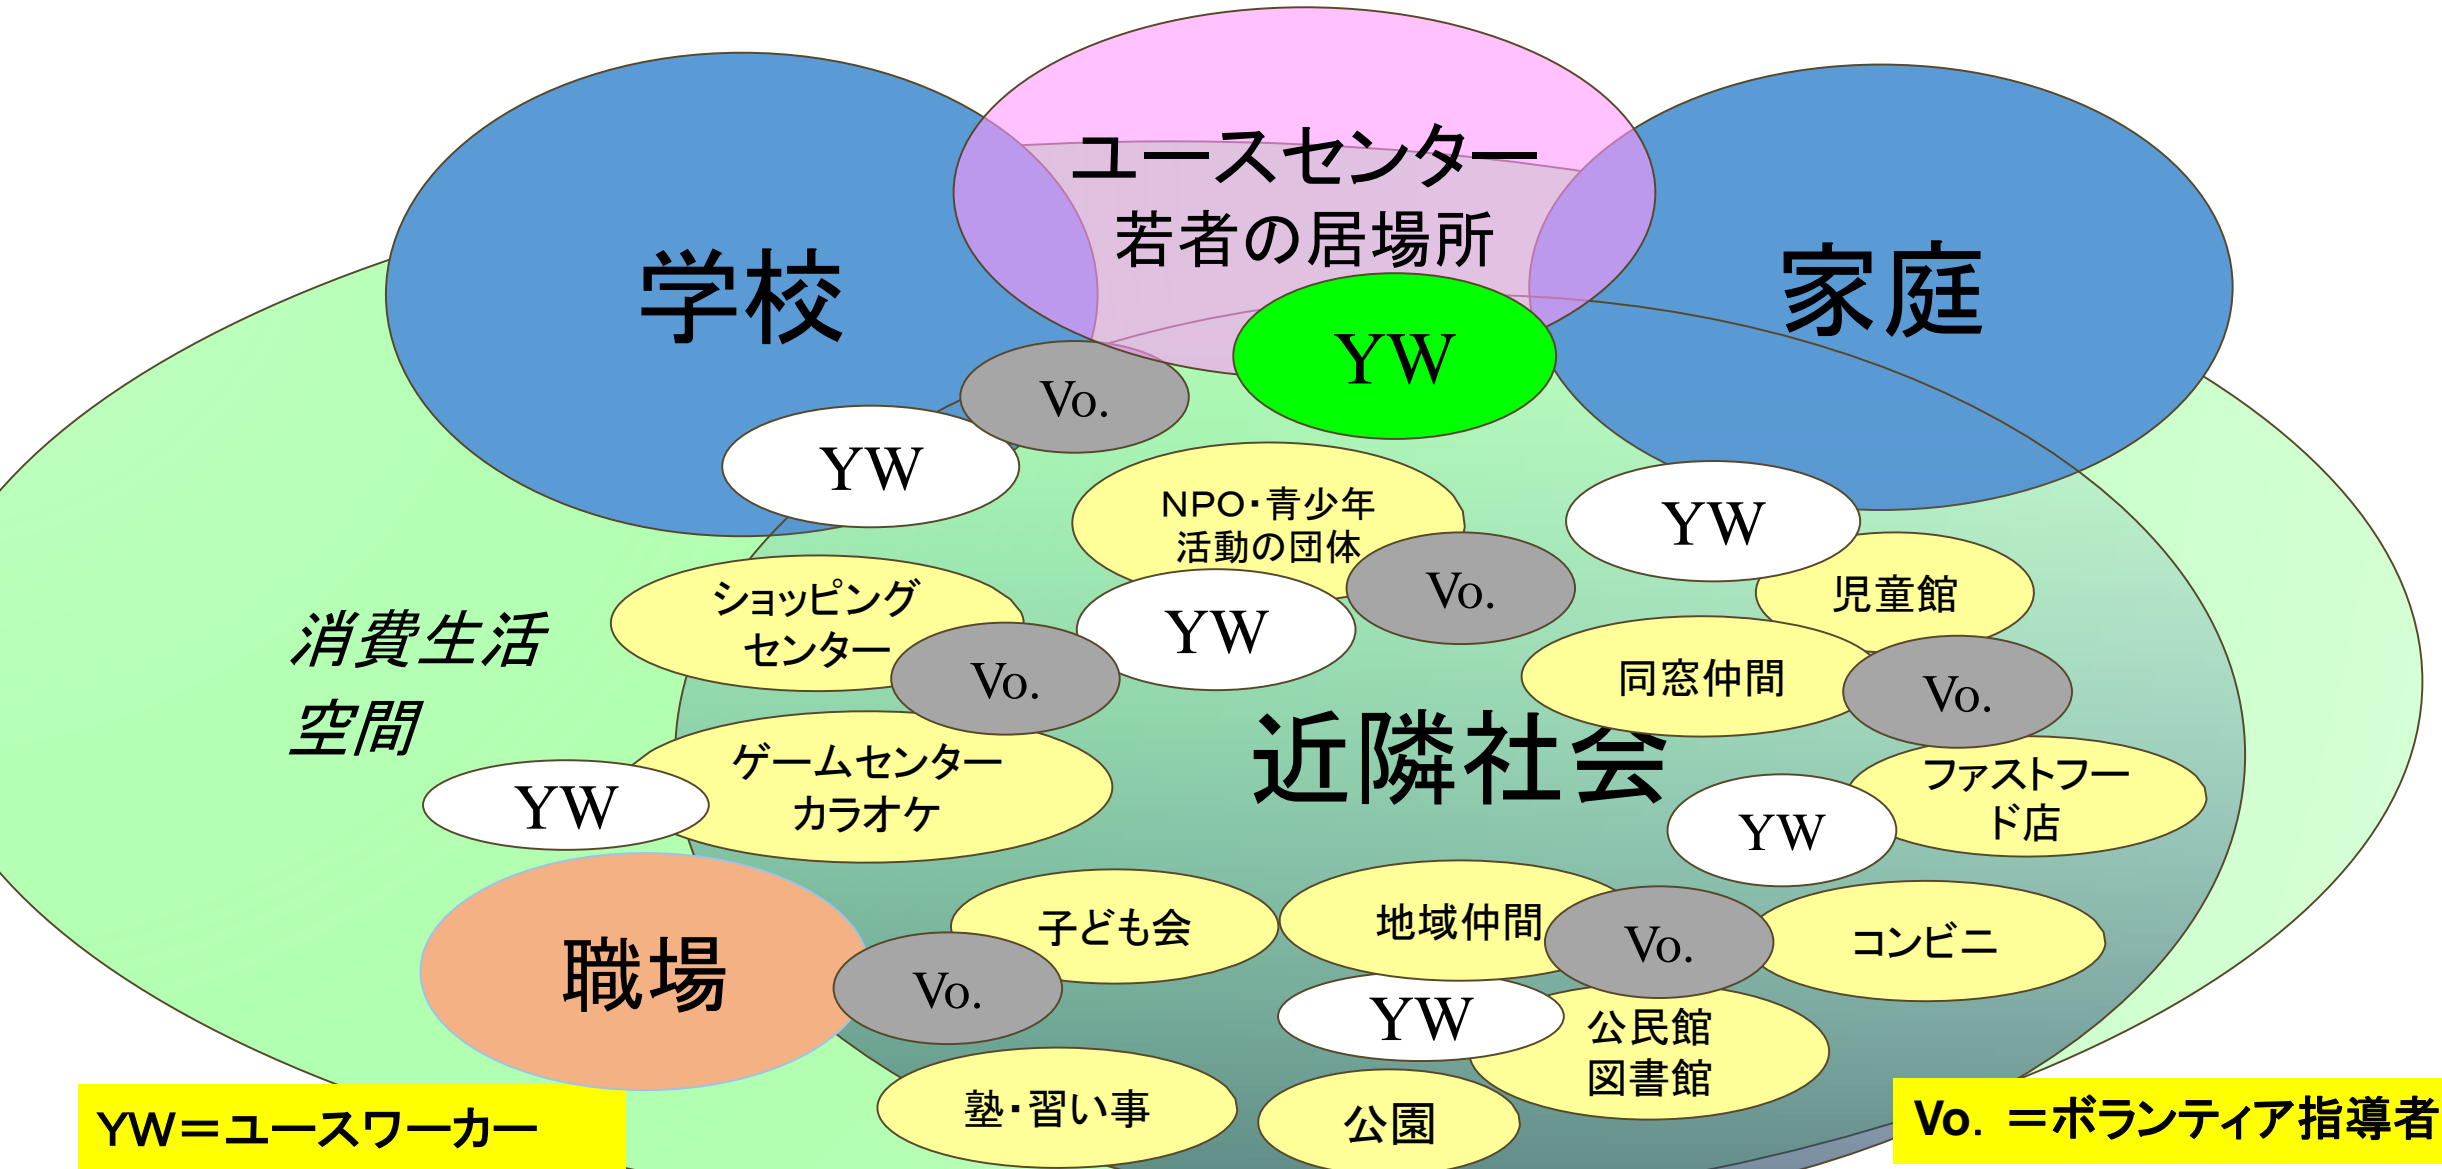 ユースセンター
若者の居場所
学校
家庭
YW
Vo.
YW
NPO・青少年
活動の団体
YW
ショッピング
センター
Vo.
YW
Vo.
児童館
消費生活
空間
同窓仲間
Vo.
ゲームセンター
カラオケ
YW
近隣社会
ファストフー
ド店
YW
職場
子ども会
Vo.
地域仲間
Vo.
コンビニ
YW
公民館
図書館
塾・習い事
公園
YW＝ユースワーカー
Vo. ＝ボランティア指導者